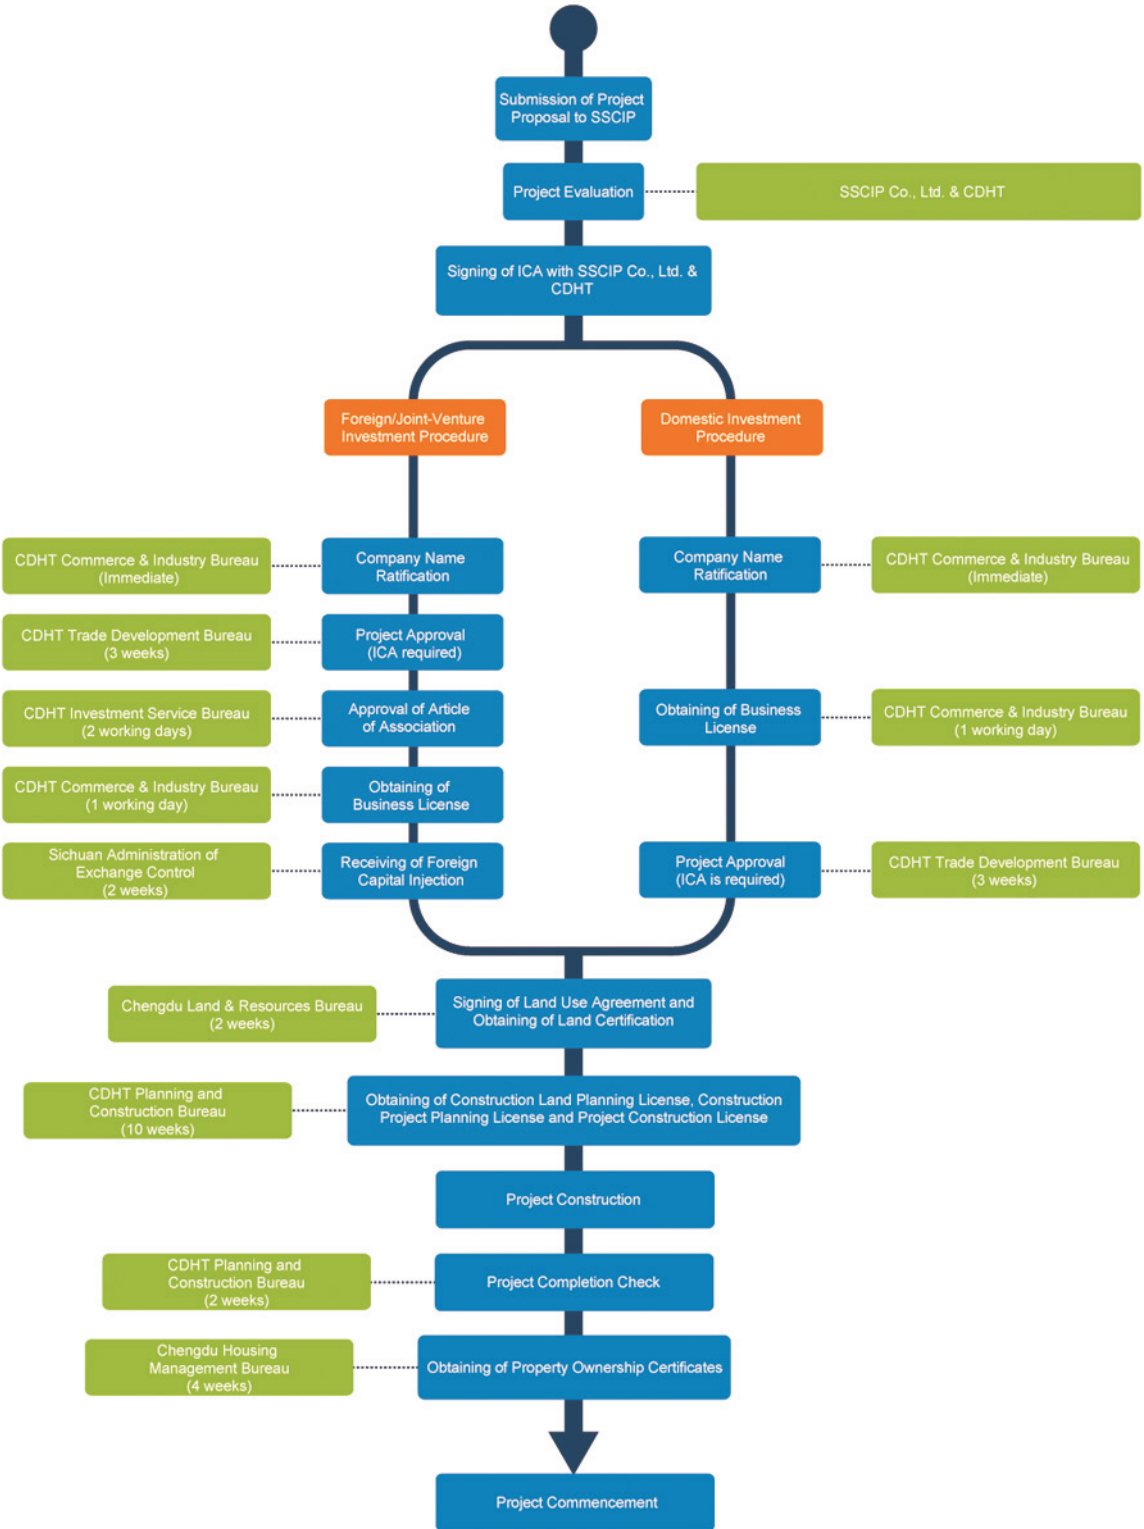 Submission of Project
Proposal to SSCIP
Project Evaluation
SSCIP Co., Ltd. & CDHT
Signing of ICA with SSCIP Co., Ltd. &
CDHT
Foreign/Joint-Venture
Investment Procedure
Domestic Investment
Procedure
CDHT Commerce & Industry Bureau
(Immediate)
Company Name
Ratification
Company Name
Ratification
CDHT Commerce & Industry Bureau
(Immediate)
CDHT Trade Development Bureau
(3 weeks)
Project Approval
(ICA required)
CDHT Investment Service Bureau
(2 working days)
Approval of Article
of Association
Obtaining of Business
License
CDHT Commerce & Industry Bureau
(1 working day)
CDHT Commerce & Industry Bureau
(1 working day)
Obtaining of
Business License
Sichuan Administration of
Exchange Control
(2 weeks)
Receiving of Foreign
Capital Injection
Project Approval
(ICA is required)
CDHT Trade Development Bureau
(3 weeks)
Chengdu Land & Resources Bureau
(2 weeks)
Signing of Land Use Agreement and
Obtaining of Land Certification
CDHT Planning and
Construction Bureau
(10 weeks)
Obtaining of Construction Land Planning License, Construction
Project Planning License and Project Construction License
Project Construction
CDHT Planning and
Construction Bureau
(2 weeks)
Project Completion Check
Chengdu Housing
Management Bureau
(4 weeks)
Obtaining of Property Ownership Certificates
Project Commencement